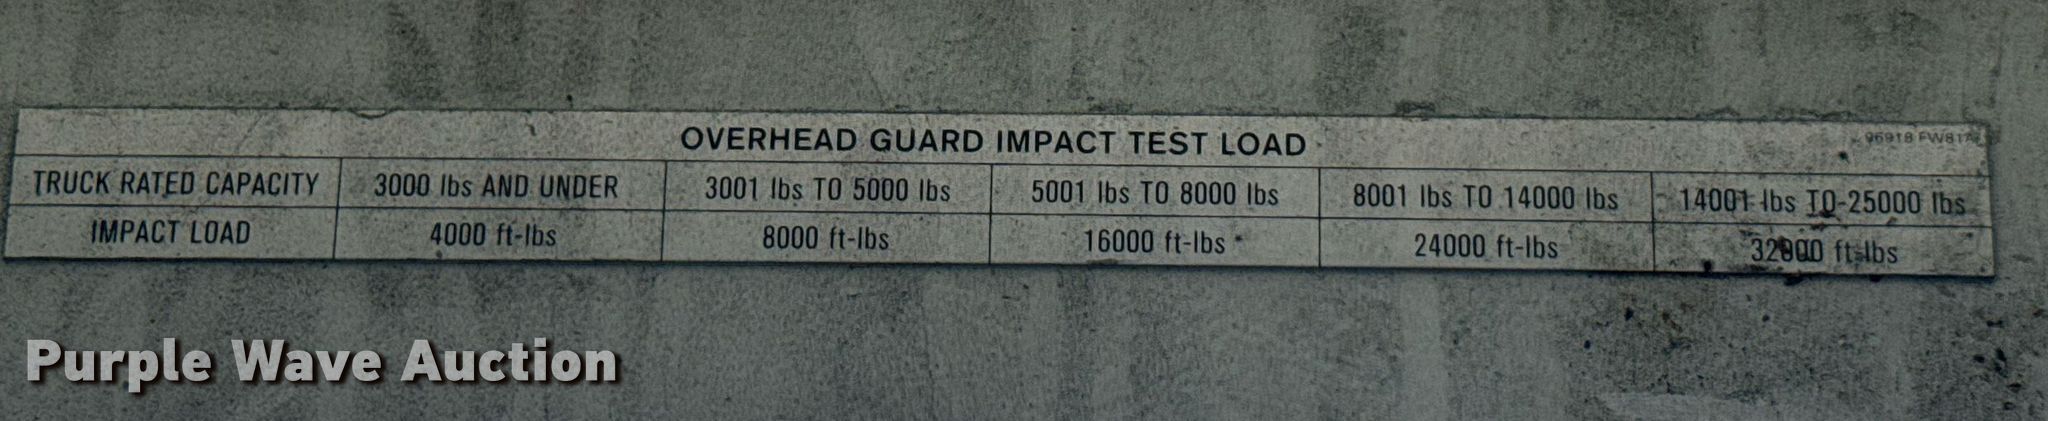 OVERHEAD GUARD IMPACT TEST LOAD
96918
TRUCK RATED CAPACITY 3000 lbs AND UNDER 3001 lbs TO 5000 lbs 5001 lbs TO 8000 lbs 8001 lbs TO 14000 lbs 14001 lbs TO 25000 lbs
IMPACT LOAD 4000 ft-lbs 8000 ft-lbs 16000 ft-lbs 24000 ft-lbs 32000 ft-lbs
Purple Wave Auction